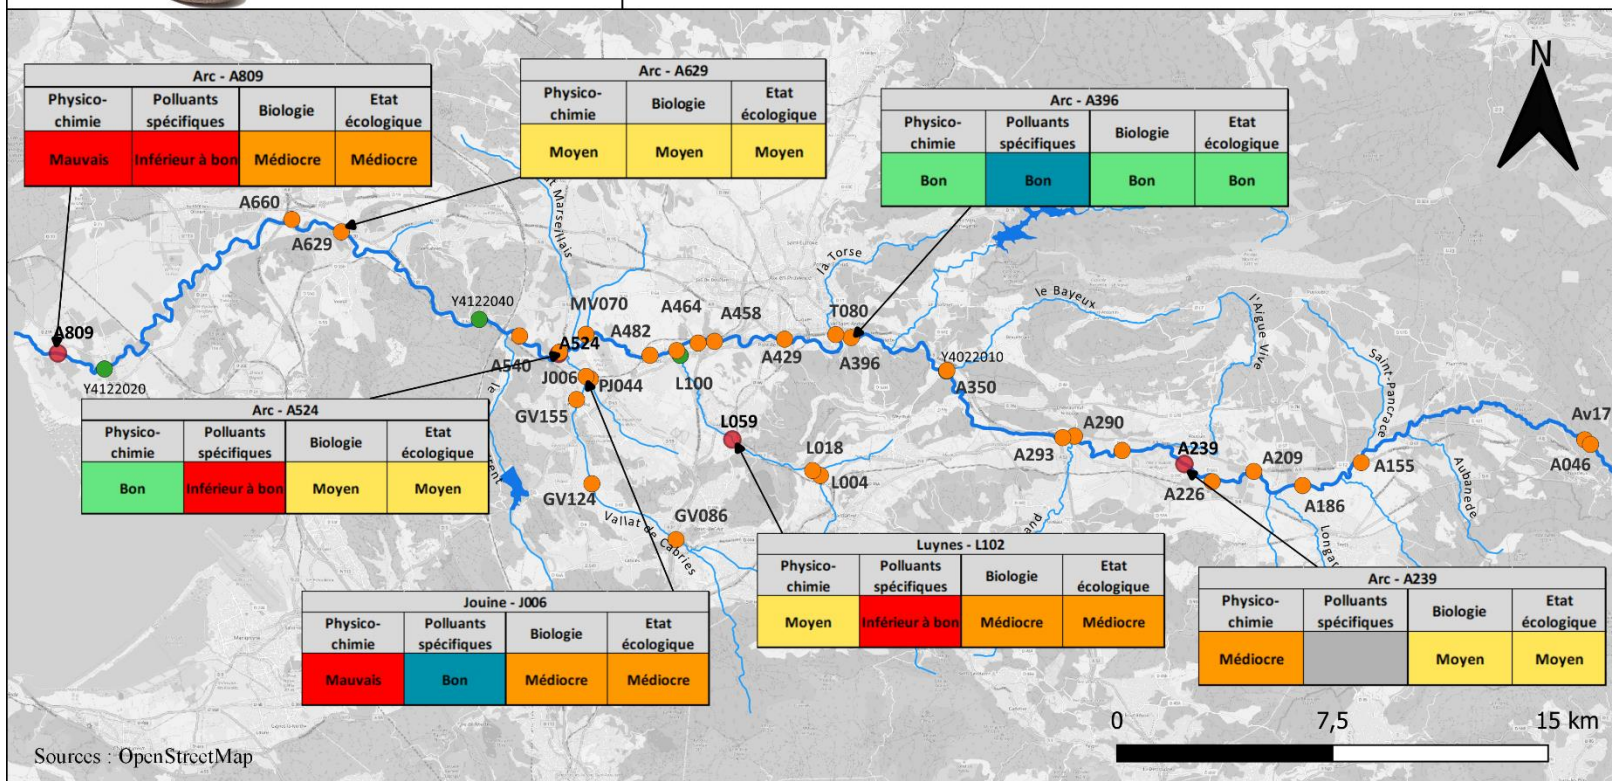 Arc - A809
Physico-
chimie
Polluants
spécifiques
Biologie
Etat
écologique
Mauvais
Inférieur à bon
Médiocre
Médiocre
Arc - A629
Physico-
chimie
Biologie
Etat
écologique
Moyen
Moyen
Moyen
Arc - A396
Physico-
chimie
Polluants
spécifiques
Biologie
Etat
écologique
Bon
Bon
Bon
Bon
N
A660
A629
A809
Y4122020
Y4122040
A540
Marseillais
MV070
A482
A524
J006
PJ044
GV155
GV124
GV086
Vallat de Cabries
A464
A458
L100
L059
L018
L004
A429
la Torse
T080
A396
le Bayeux
l'Aigue Vive
Y4022010
A350
A293
A290
A239
A226
A209
A186
Saint-Pancrace
A155
Aubanede
Av17
A046
Arc - A524
Physico-
chimie
Polluants
spécifiques
Biologie
Etat
écologique
Bon
Inférieur à bon
Moyen
Moyen
Jouine - J006
Physico-
chimie
Polluants
spécifiques
Biologie
Etat
écologique
Mauvais
Bon
Médiocre
Médiocre
Luynes - L102
Physico-
chimie
Polluants
spécifiques
Biologie
Etat
écologique
Moyen
Inférieur à bon
Médiocre
Médiocre
Arc - A239
Physico-
chimie
Polluants
spécifiques
Biologie
Etat
écologique
Médiocre
Moyen
Moyen
0
7,5
15 km
Sources : OpenStreetMap